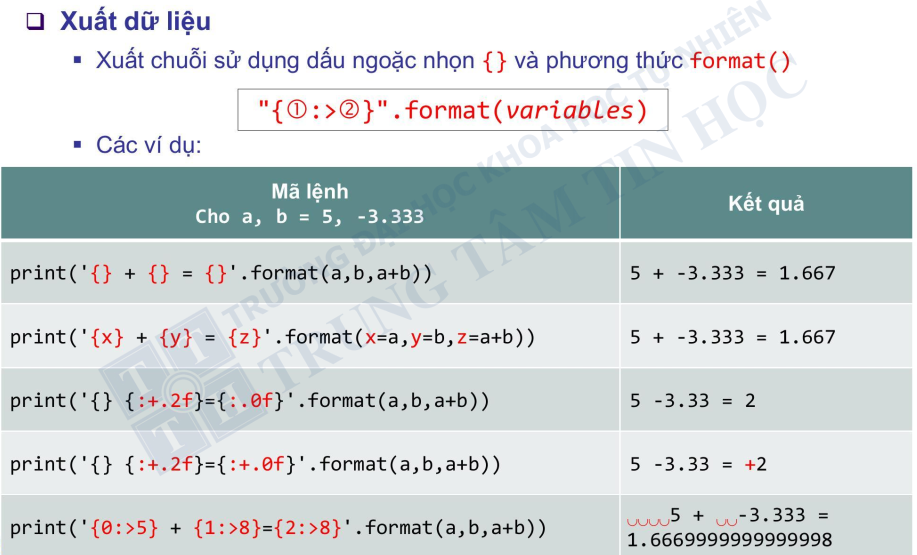 Xuất dữ liệu
Xuất chuỗi sử dụng dấu ngoặc nhọn {} và phương thức format()
"{①:>②}".format(variables)
Các ví dụ:
Mã lệnh
Cho a, b = 5, -3.333
Kết quả
print('{} + {} = {}'.format(a,b,a+b))
5 + -3.333 = 1.667
print('{x} + {y} = {z}'.format(x=a,y=b,z=a+b))
5 + -3.333 = 1.667
print('{} {:+.2f}={:.0f}'.format(a,b,a+b))
5 -3.33 = 2
print('{} {:+.2f}={:+.0f}'.format(a,b,a+b))
5 -3.33 = +2
print('{0:>5} + {1:>8}={2:>8}'.format(a,b,a+b))
␣␣␣␣5 + ␣␣-3.333 =
1.6669999999999998
TRƯỜNG ĐẠI HỌC KHOA HỌC TỰ NHIÊN
TRUNG TÂM TIN HỌC